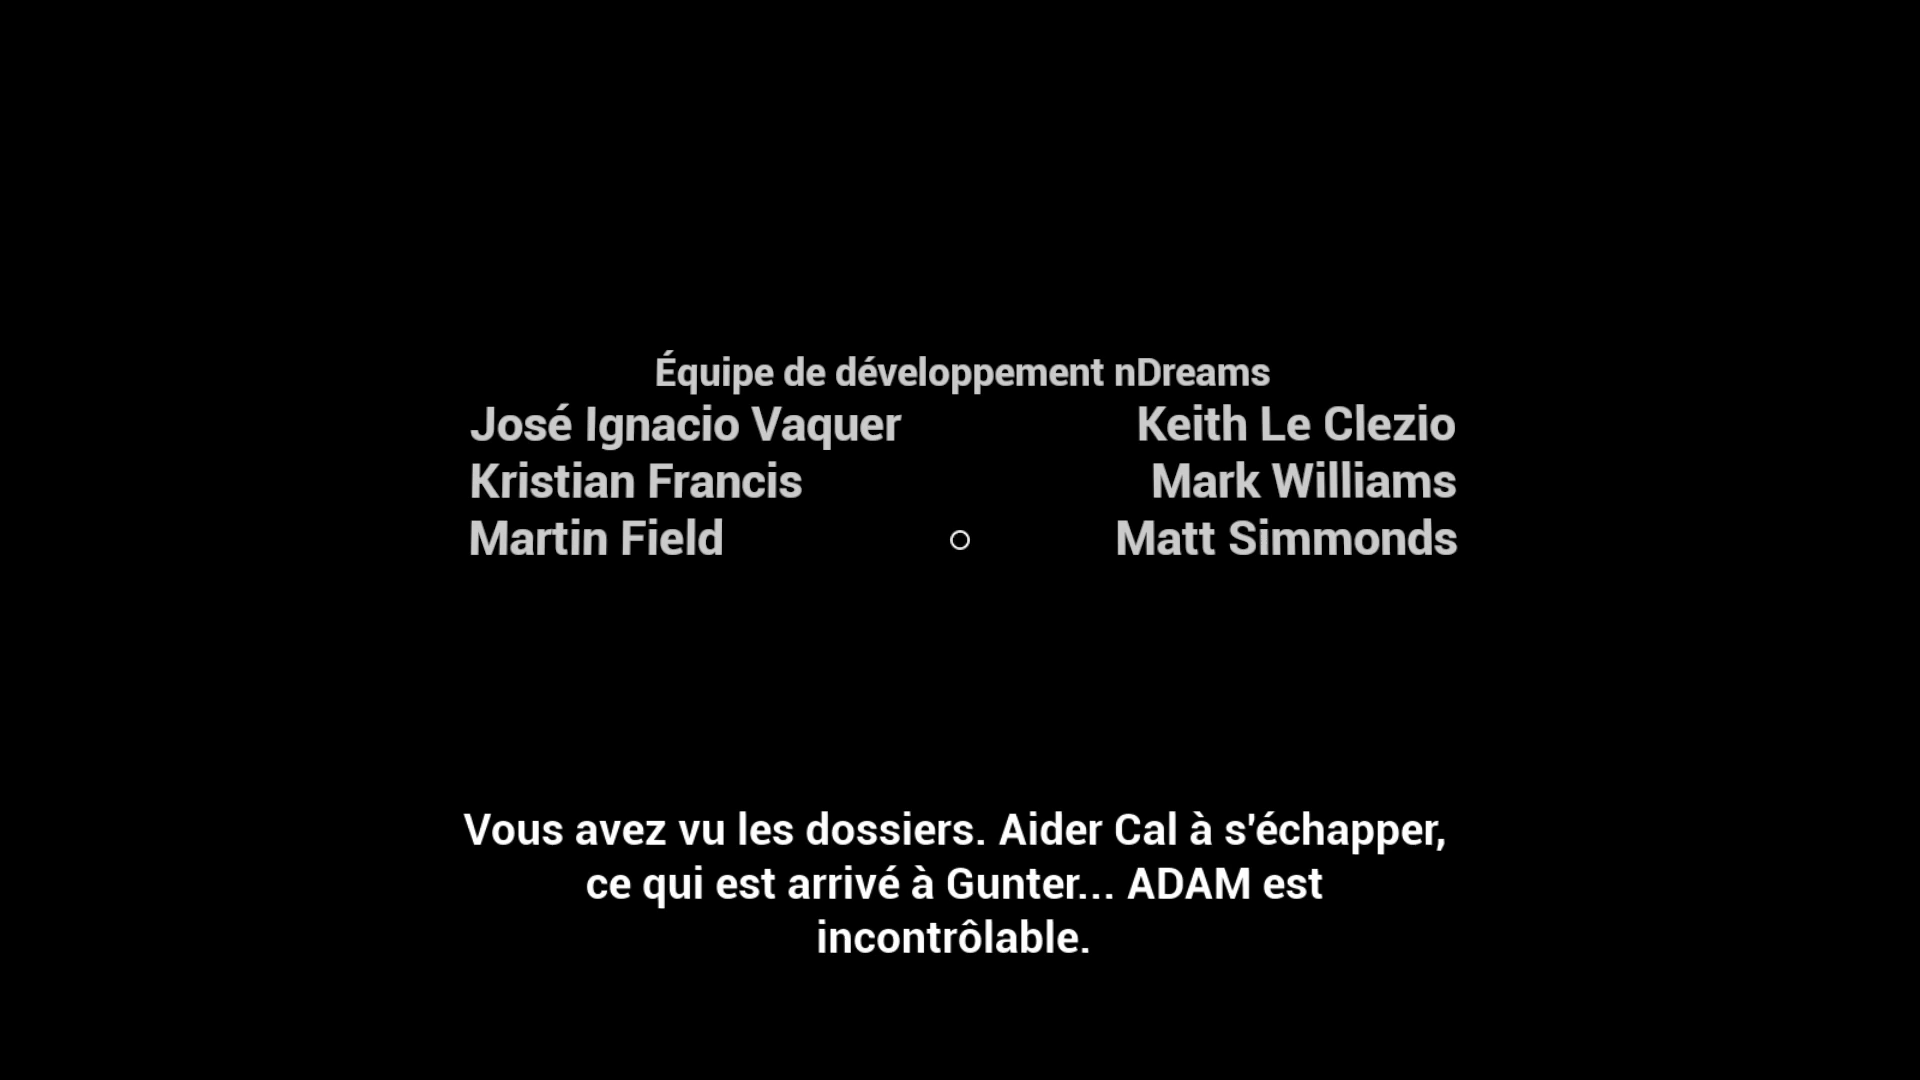 Équipe de développement nDreams
José Ignacio Vaquer Keith Le Clezio
Kristian Francis Mark Williams
Martin Field Matt Simmonds
Vous avez vu les dossiers. Aider Cal à s'échapper,
ce qui est arrivé à Gunter... ADAM est
incontrôlable.